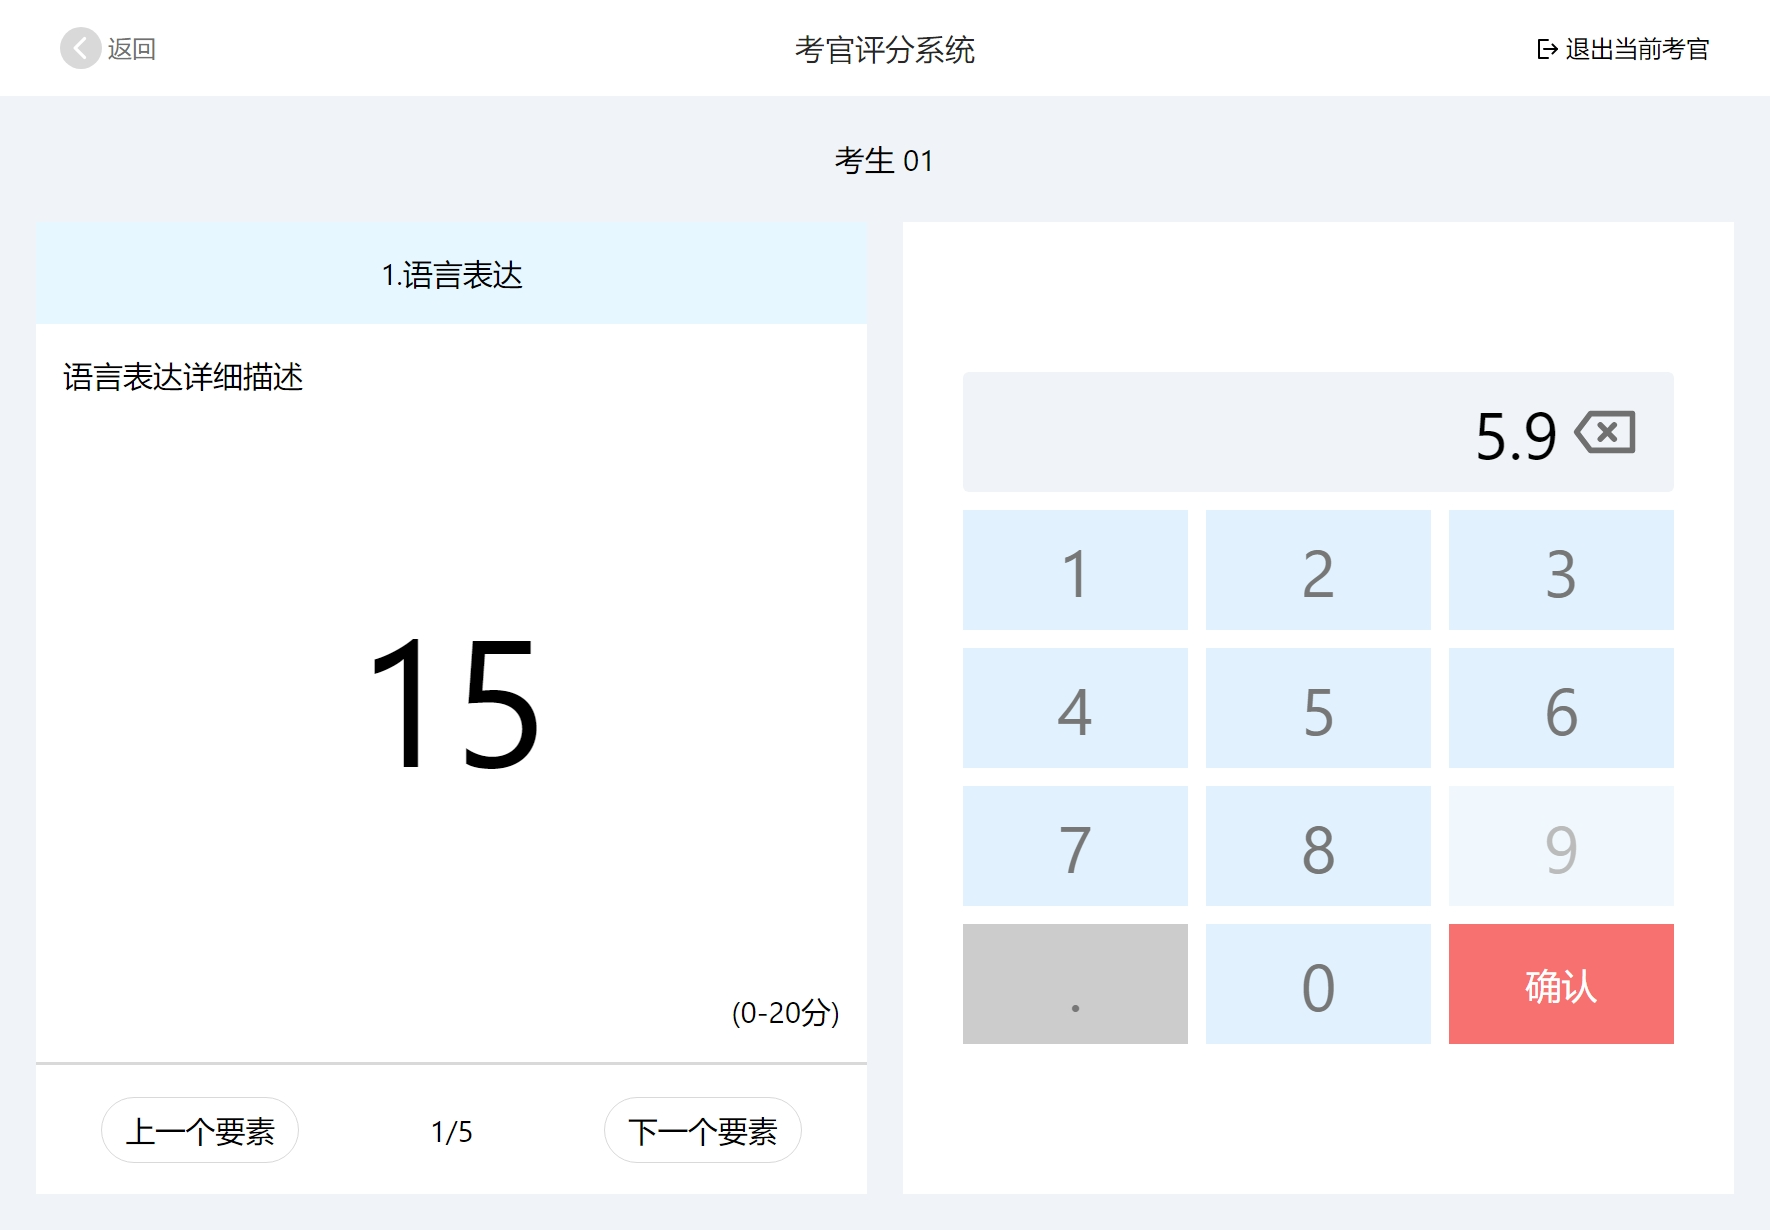 返回
考官评分系统
退出当前考官
考生 01
1.语言表达
语言表达详细描述
15
(0-20分)
上一个要素
1/5
下一个要素
5.9
1 2 3
4 5 6
7 8 9
. 0 确认